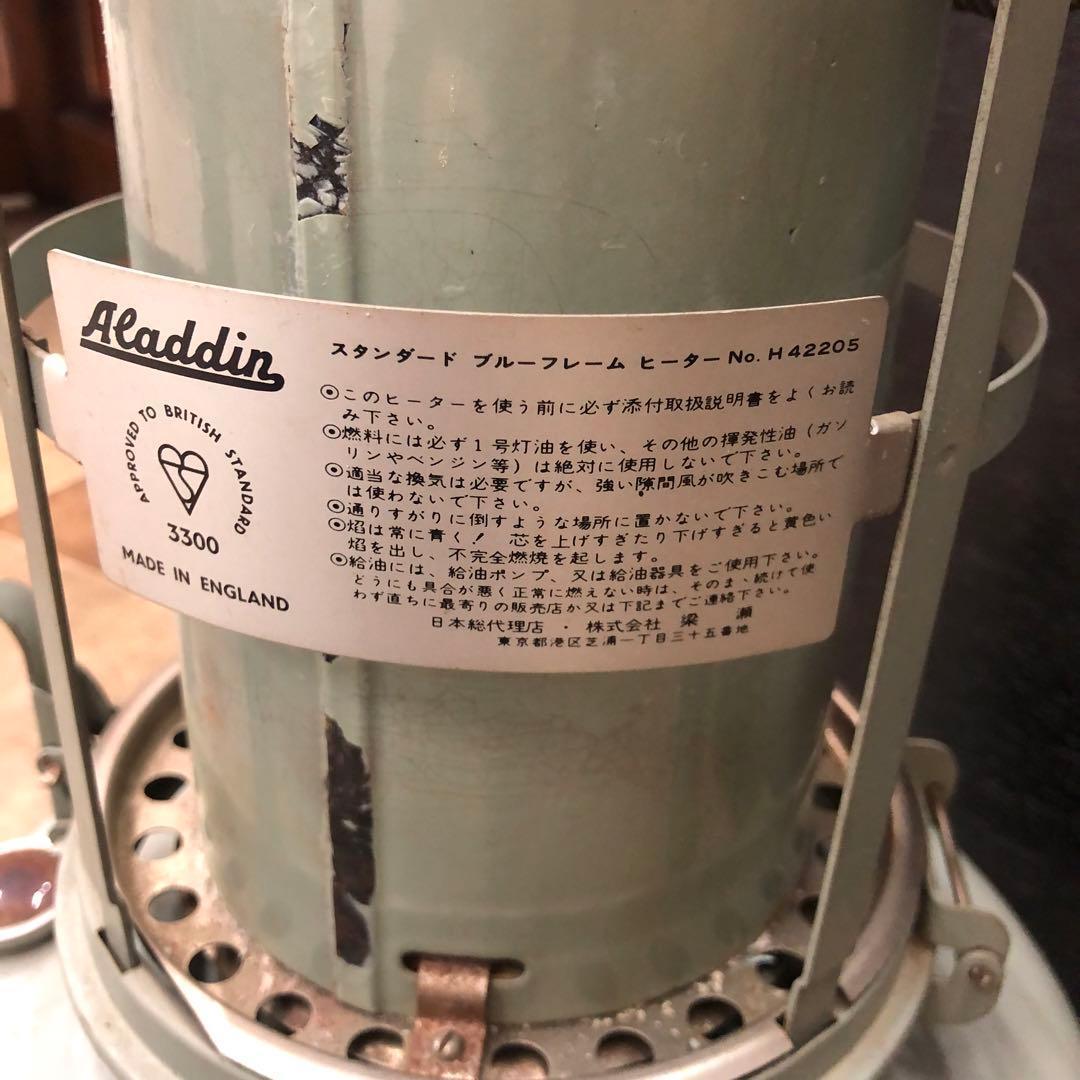 Aladdin
APPROVED TO BRITISH STANDARD
3300
MADE IN ENGLAND
スタンダード ブルーフレーム ヒーター No. H42205
◉このヒーターを使う前に必ず添付取扱説明書をよくお読
み下さい。
◉燃料には必ず1号灯油を使い、その他の揮発性油（ガソ
リンやベンジン等）は絶対に使用しないで下さい。
◉適当な換気は必要ですが、強い隙間風が吹きこむ場所で
は使わないで下さい。
◉通りすがりに倒すような場所に置かないで下さい。
◉焰は常に青く！ 芯を上げすぎたり下げすぎると黄色い
焰を出し、不完全燃焼を起します。
◉給油には、給油ポンプ、又は給油器具をご使用下さい。
どうにも具合が悪く正常に燃えない時は、そのまゝ続けて使
わず直ちに最寄りの販売店か又は下記までご連絡下さい。
日本総代理店・株式会社 梁 瀬
東京都港区芝浦一丁目三十五番地